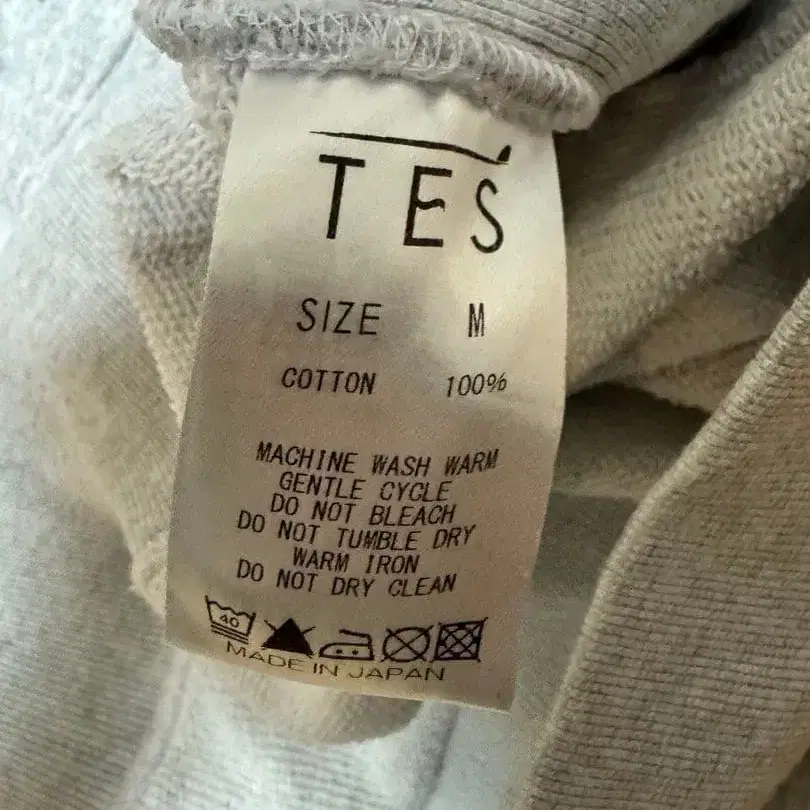 TES
SIZE M
COTTON 100%
MACHINE WASH WARM
GENTLE CYCLE
DO NOT BLEACH
DO NOT TUMBLE DRY
WARM IRON
DO NOT DRY CLEAN
40
MADE IN JAPAN